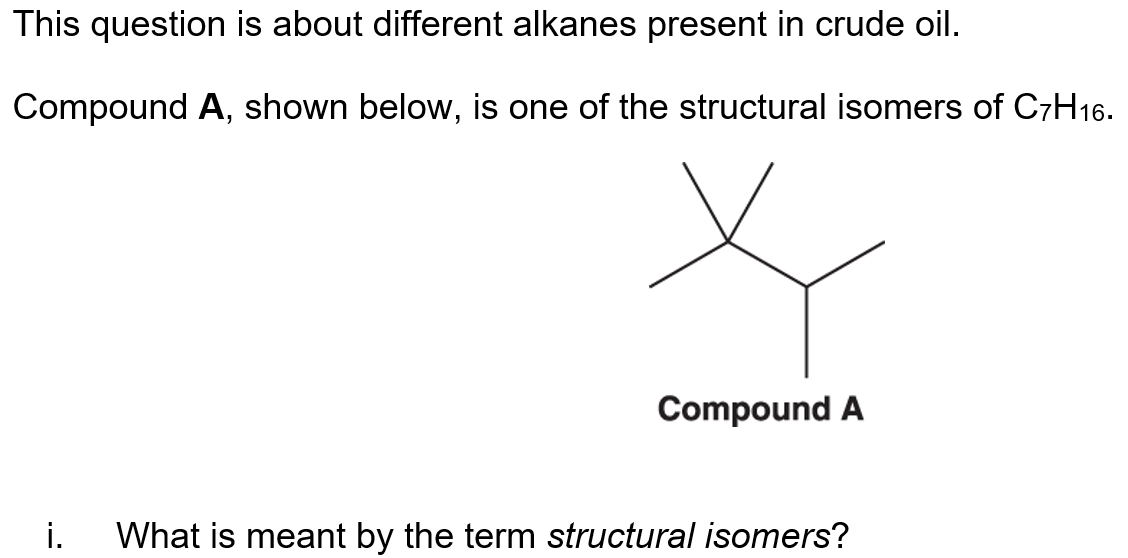 This question is about different alkanes present in crude oil.
Compound A, shown below, is one of the structural isomers of C₇H₁₆.
Compound A
i. What is meant by the term structural isomers?